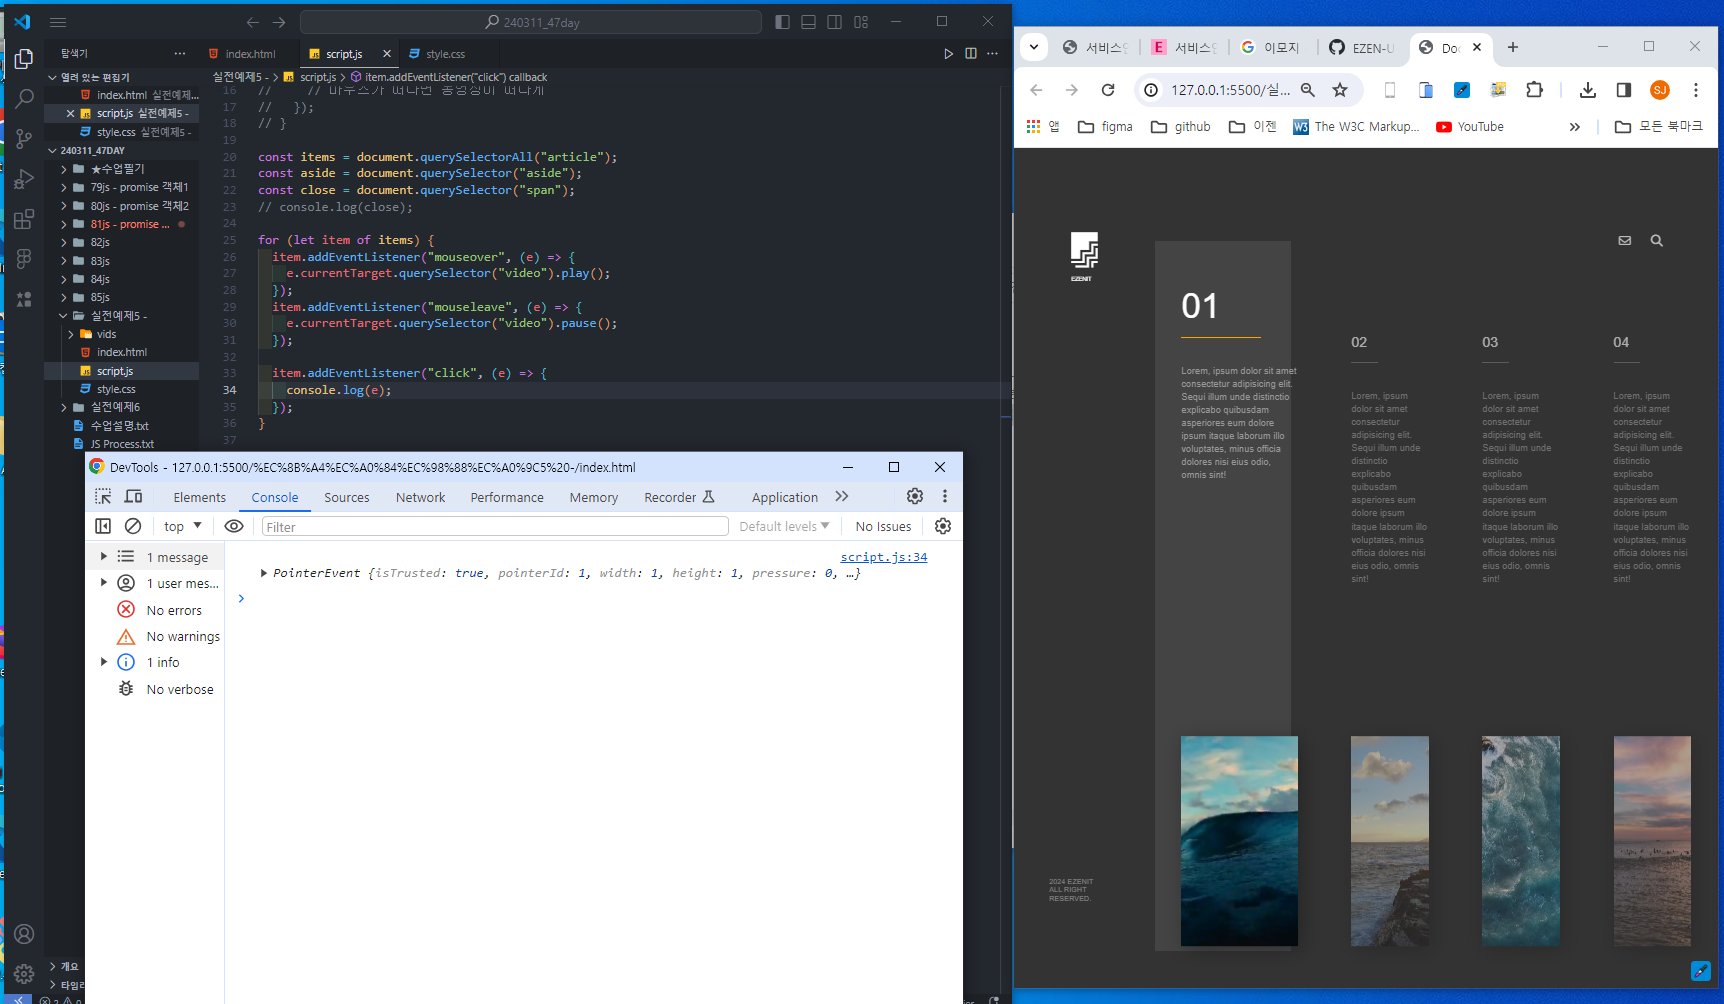 240311_47day
탐색기
index.html
script.js
style.css
열려 있는 편집기
index.html 실전예제...
script.js 실전예제5 -
style.css 실전예제5 -
240311_47DAY
★수업필기
79js - promise 객체1
80js - promise 객체2
81js - promise ...
82js
83js
84js
85js
실전예제5 -
vids
index.html
script.js
style.css
실전예제6
수업설명.txt
JS Process.txt
개요
실전예제5 - > script.js > item.addEventListener("click") callback
16 // // 마우스가 떠나면 동영상이 떠나게
17 // });
18 // }
19
20 const items = document.querySelectorAll("article");
21 const aside = document.querySelector("aside");
22 const close = document.querySelector("span");
23 // console.log(close);
24
25 for (let item of items) {
26 item.addEventListener("mouseover", (e) => {
27 e.currentTarget.querySelector("video").play();
28 });
29 item.addEventListener("mouseleave", (e) => {
30 e.currentTarget.querySelector("video").pause();
31 });
32
33 item.addEventListener("click", (e) => {
34 console.log(e);
35 });
36 }
37
DevTools - 127.0.0.1:5500/%EC%8B%A4%EC%A0%84%EC%98%88%EC%A0%9C5%20-/index.html
Elements Console Sources Network Performance Memory Recorder Application
top Filter Default levels No Issues
1 message
1 user mes...
No errors
No warnings
1 info
No verbose
script.js:34
PointerEvent {isTrusted: true, pointerId: 1, width: 1, height: 1, pressure: 0, …}
이모지
EZEN-U
127.0.0.1:5500/실...
SJ
앱 figma github 이젠 The W3C Markup... YouTube 모든 북마크
EZENIT
01
Lorem, ipsum dolor sit amet
consectetur adipisicing elit.
Sequi illum unde distinctio
explicabo quibusdam
asperiores eum dolore
ipsum itaque laborum illo
voluptates, minus officia
dolores nisi eius odio,
omnis sint!
02
Lorem, ipsum
dolor sit amet
consectetur
adipisicing elit.
Sequi illum unde
distinctio
explicabo
quibusdam
asperiores eum
dolore ipsum
itaque laborum illo
voluptates, minus
officia dolores nisi
eius odio, omnis
sint!
03
Lorem, ipsum
dolor sit amet
consectetur
adipisicing elit.
Sequi illum unde
distinctio
explicabo
quibusdam
asperiores eum
dolore ipsum
itaque laborum illo
voluptates, minus
officia dolores nisi
eius odio, omnis
sint!
04
Lorem, ipsum
dolor sit amet
consectetur
adipisicing elit.
Sequi illum unde
distinctio
explicabo
quibusdam
asperiores eum
dolore ipsum
itaque laborum illo
voluptates, minus
officia dolores nisi
eius odio, omnis
sint!
2024 EZENIT
ALL RIGHT
RESERVED.